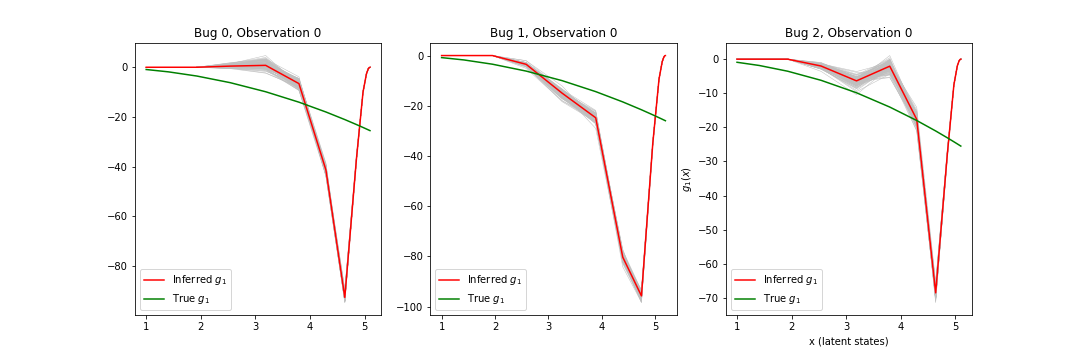 Bug 0, Observation 0
0
−20
−40
−60
−80
1 2 3 4 5
Inferred g₁
True g₁
Bug 1, Observation 0
0
−20
−40
−60
−80
−100
1 2 3 4 5
Inferred g₁
True g₁
Bug 2, Observation 0
g₁(x)
0
−10
−20
−30
−40
−50
−60
−70
1 2 3 4 5
x (latent states)
Inferred g₁
True g₁